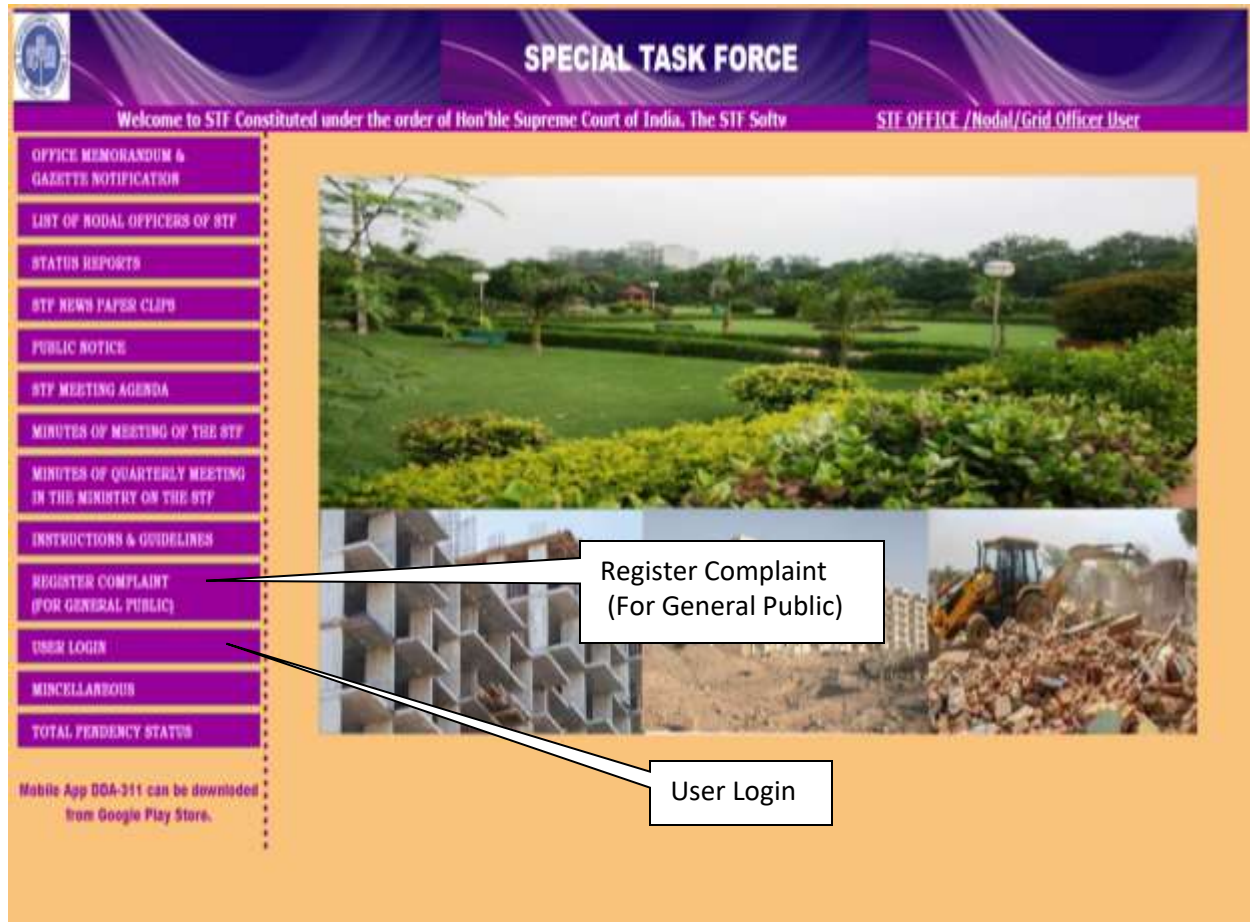 SPECIAL TASK FORCE
Welcome to STF Constituted under the order of Hon'ble Supreme Court of India. The STF Softw
STF OFFICE /Nodal/Grid Officer User
OFFICE MEMORANDUM &
GAZETTE NOTIFICATION
LIST OF NODAL OFFICERS OF STF
STATUS REPORTS
STF NEWS PAPER CLIPS
PUBLIC NOTICE
STF MEETING AGENDA
MINUTES OF MEETING OF THE STF
MINUTES OF QUARTERLY MEETING
IN THE MINISTRY ON THE STF
INSTRUCTIONS & GUIDELINES
REGISTER COMPLAINT
(FOR GENERAL PUBLIC)
Register Complaint
(For General Public)
USER LOGIN
MISCELLANEOUS
TOTAL PENDENCY STATUS
User Login
Mobile App DDA-311 can be downloded
from Google Play Store.